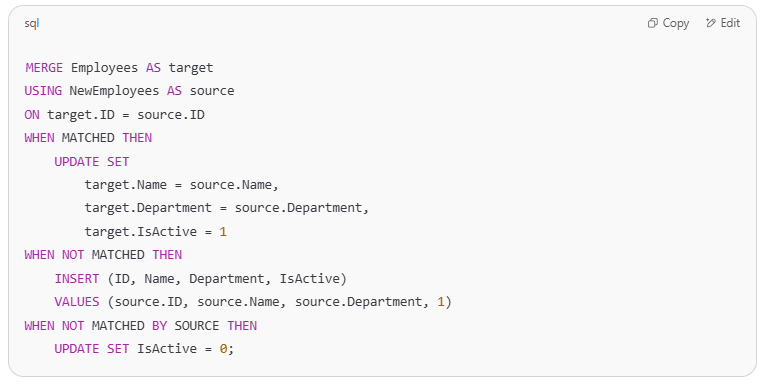 sql
Copy Edit
MERGE Employees AS target
USING NewEmployees AS source
ON target.ID = source.ID
WHEN MATCHED THEN
    UPDATE SET
        target.Name = source.Name,
        target.Department = source.Department,
        target.IsActive = 1
WHEN NOT MATCHED THEN
    INSERT (ID, Name, Department, IsActive)
    VALUES (source.ID, source.Name, source.Department, 1)
WHEN NOT MATCHED BY SOURCE THEN
    UPDATE SET IsActive = 0;